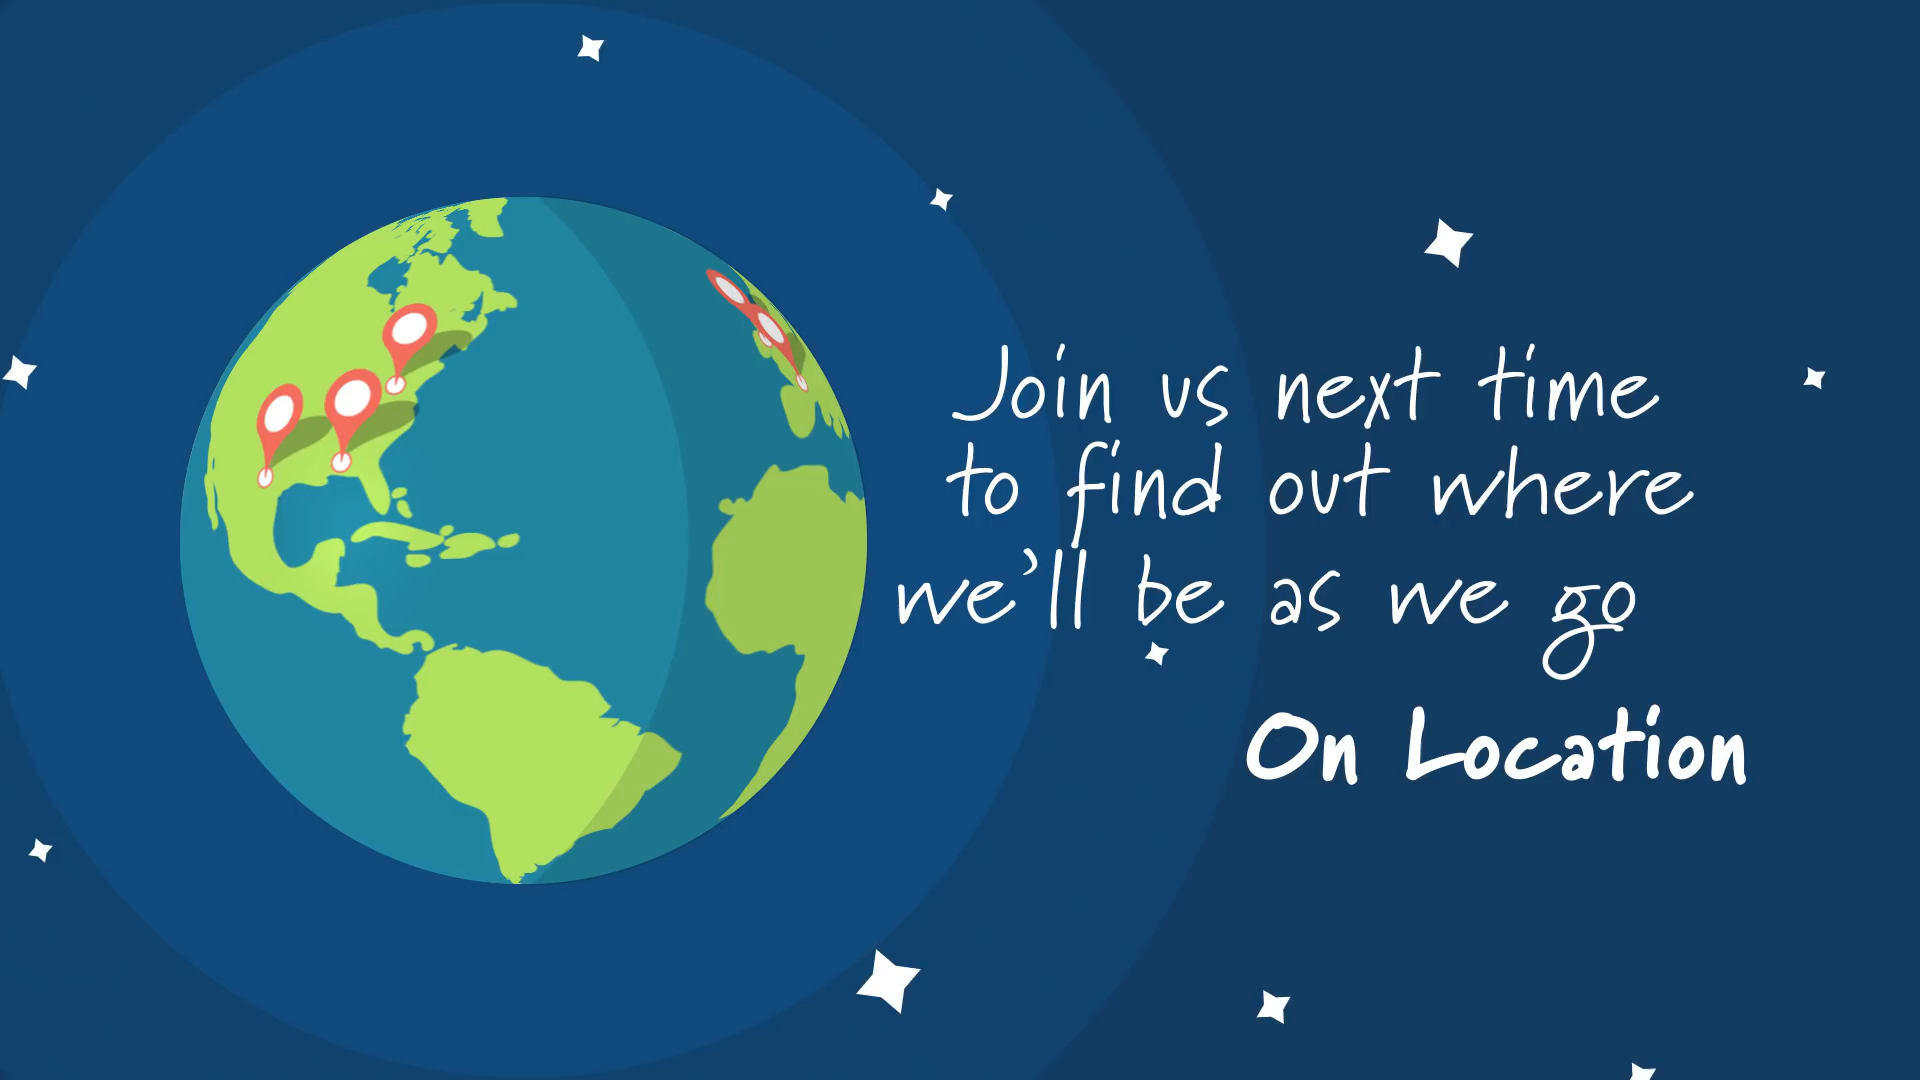 Join us next time
to find out where
we'll be as we go
On Location